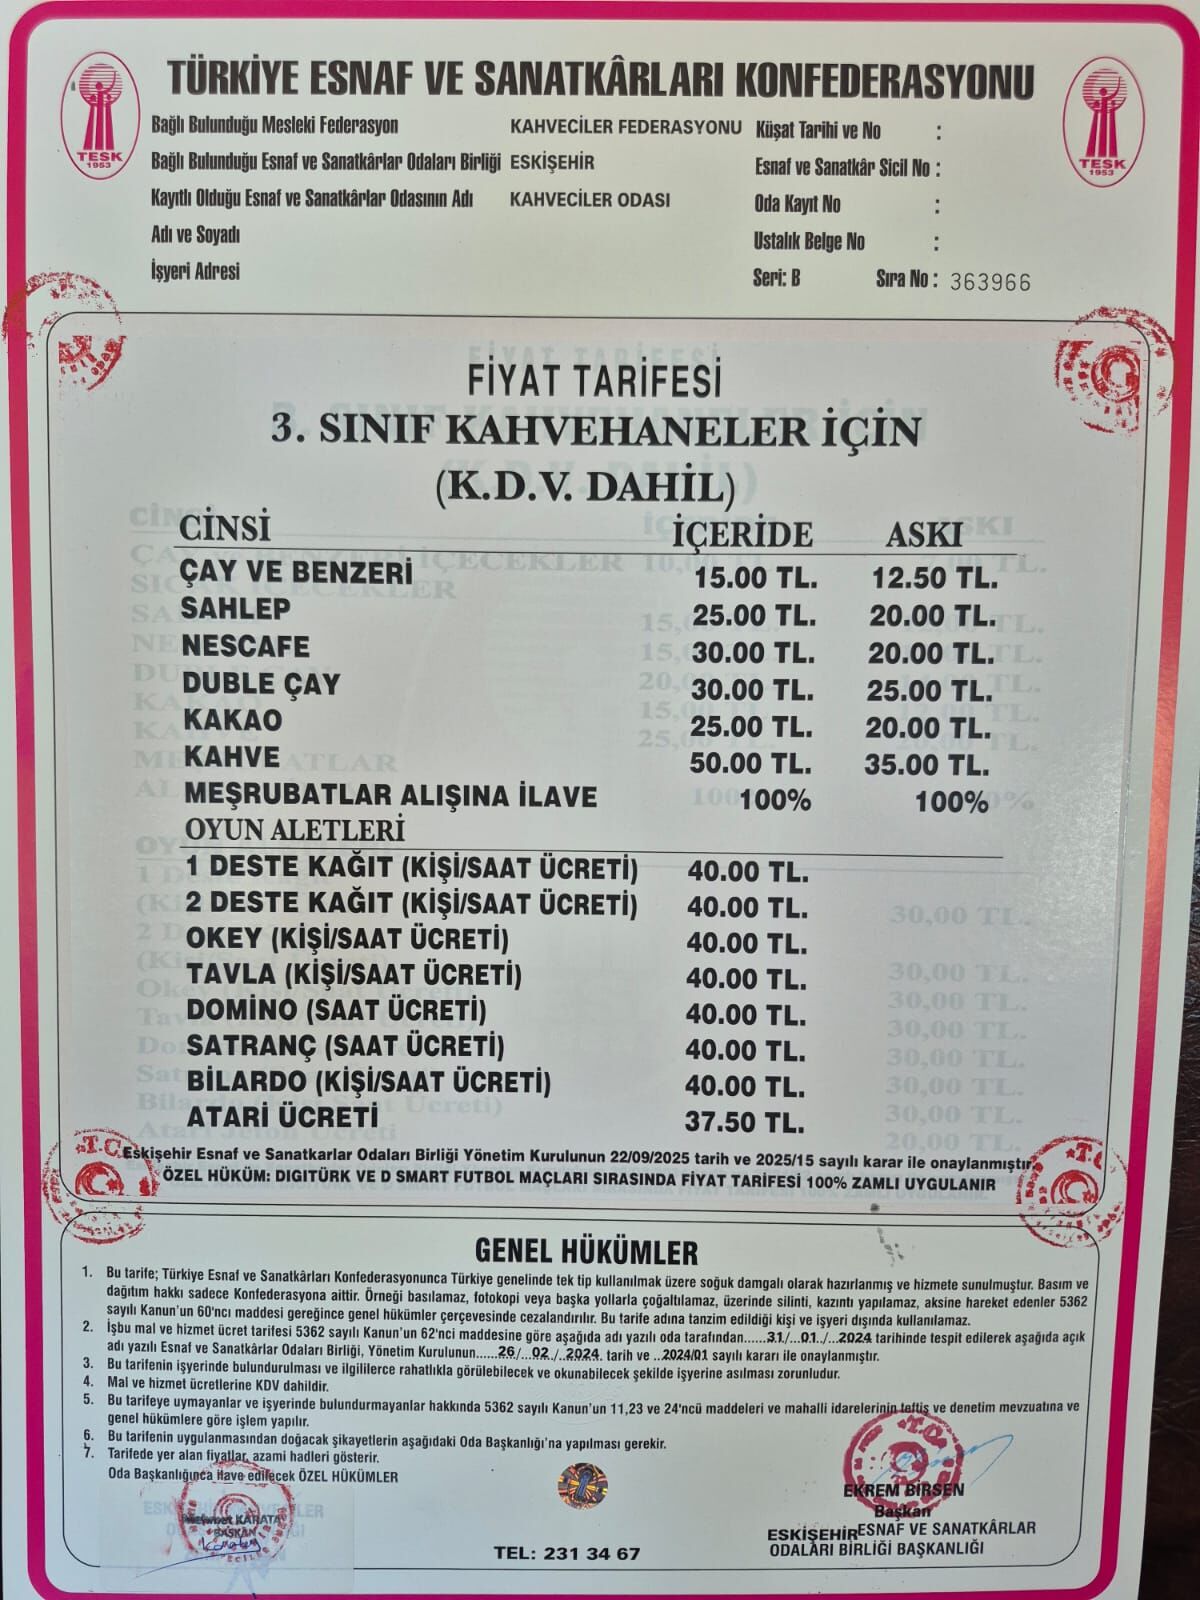 TÜRKİYE ESNAF VE SANATKÂRLARI KONFEDERASYONU
TESK
1953
TESK
1953
Bağlı Bulunduğu Mesleki Federasyon KAHVECİLER FEDERASYONU Küşat Tarihi ve No :
Bağlı Bulunduğu Esnaf ve Sanatkârlar Odaları Birliği ESKİŞEHİR Esnaf ve Sanatkâr Sicil No :
Kayıtlı Olduğu Esnaf ve Sanatkârlar Odasının Adı KAHVECİLER ODASI Oda Kayıt No :
Adı ve Soyadı Ustalık Belge No :
İşyeri Adresi Seri: B Sıra No : 363966
FİYAT TARİFESİ
3. SINIF KAHVEHANELER İÇİN
(K.D.V. DAHİL)
CİNSİ İÇERİDE ASKI
ÇAY VE BENZERİ 15.00 TL. 12.50 TL.
SAHLEP 25.00 TL. 20.00 TL.
NESCAFE 30.00 TL. 20.00 TL.
DUBLE ÇAY 30.00 TL. 25.00 TL.
KAKAO 25.00 TL. 20.00 TL.
KAHVE 50.00 TL. 35.00 TL.
MEŞRUBATLAR ALIŞINA İLAVE 100% 100%
OYUN ALETLERİ
1 DESTE KAĞIT (KİŞİ/SAAT ÜCRETİ) 40.00 TL.
2 DESTE KAĞIT (KİŞİ/SAAT ÜCRETİ) 40.00 TL.
OKEY (KİŞİ/SAAT ÜCRETİ) 40.00 TL.
TAVLA (KİŞİ/SAAT ÜCRETİ) 40.00 TL.
DOMİNO (SAAT ÜCRETİ) 40.00 TL.
SATRANÇ (SAAT ÜCRETİ) 40.00 TL.
BİLARDO (KİŞİ/SAAT ÜCRETİ) 40.00 TL.
ATARİ ÜCRETİ 37.50 TL.
Eskişehir Esnaf ve Sanatkarlar Odaları Birliği Yönetim Kurulunun 22/09/2025 tarih ve 2025/15 sayılı karar ile onaylanmıştır.
ÖZEL HÜKÜM: DIGITÜRK VE D SMART FUTBOL MAÇLARI SIRASINDA FİYAT TARİFESİ 100% ZAMLI UYGULANIR
GENEL HÜKÜMLER
1. Bu tarife; Türkiye Esnaf ve Sanatkârları Konfederasyonunca Türkiye genelinde tek tip kullanılmak üzere soğuk damgalı olarak hazırlanmış ve hizmete sunulmuştur. Basım ve
dağıtım hakkı sadece Konfederasyona aittir. Örneği basılamaz, fotokopi veya başka yollarla çoğaltılamaz, üzerinde silinti, kazıntı yapılamaz, aksine hareket edenler 5362
sayılı Kanun'un 60'ncı maddesi gereğince genel hükümler çerçevesinde cezalandırılır. Bu tarife adına tanzim edildiği kişi ve işyeri dışında kullanılamaz.
2. İşbu mal ve hizmet ücret tarifesi 5362 sayılı Kanun'un 62'nci maddesine göre aşağıda adı yazılı oda tarafından......31./...01../....2024 tarihinde tespit edilerek aşağıda açık
adı yazılı Esnaf ve Sanatkârlar Odaları Birliği, Yönetim Kurulunun.....26/...02../..2024. tarih ve ..2024/01 sayılı kararı ile onaylanmıştır.
3. Bu tarifenin işyerinde bulundurulması ve ilgililerce rahatlıkla görülebilecek ve okunabilecek şekilde işyerine asılması zorunludur.
4. Mal ve hizmet ücretlerine KDV dahildir.
5. Bu tarifeye uymayanlar ve işyerinde bulundurmayanlar hakkında 5362 sayılı Kanun'un 11,23 ve 24'ncü maddeleri ve mahalli idarelerinin teftiş ve denetim mevzuatına ve
genel hükümlere göre işlem yapılır.
6. Bu tarifenin uygulanmasından doğacak şikayetlerin aşağıdaki Oda Başkanlığı'na yapılması gerekir.
7. Tarifede yer alan fiyatlar, azami hadleri gösterir.
Oda Başkanlığınca ilave edilecek ÖZEL HÜKÜMLER
EKREM BİRSEN
Başkan
KARATA
BAŞKAN
ESKİŞEHİR ESNAF VE SANATKÂRLAR
ODALARI BİRLİĞİ BAŞKANLIĞI
TEL: 231 34 67